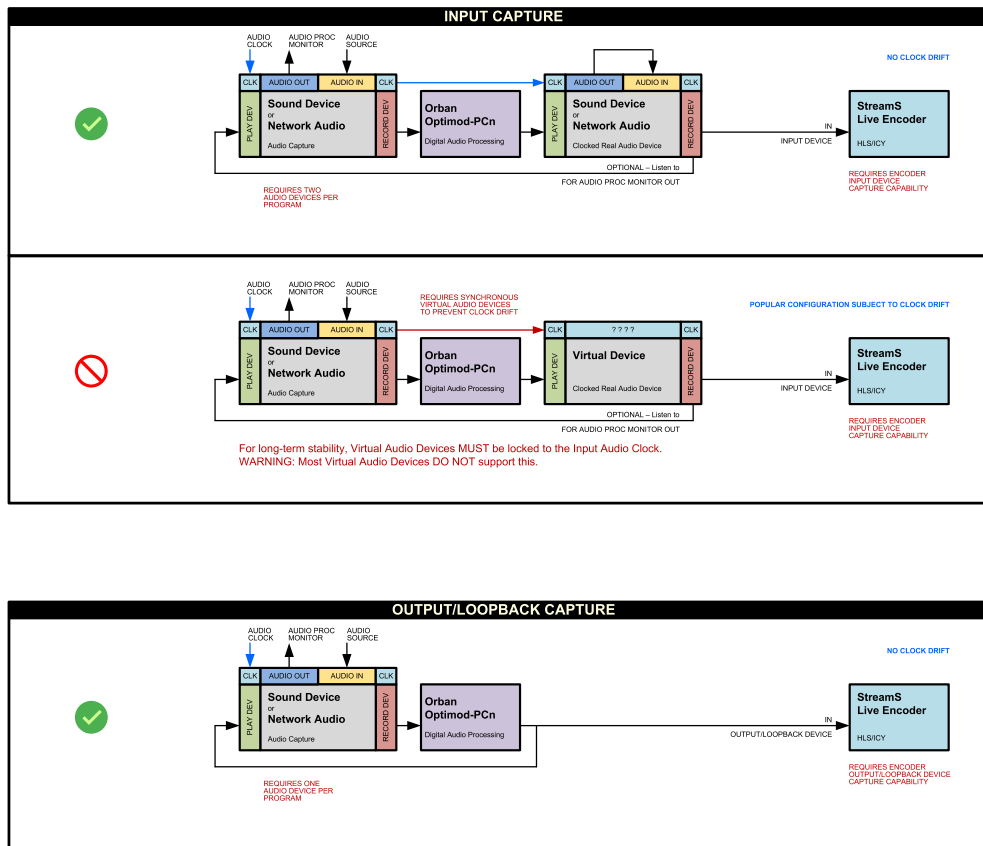 INPUT CAPTURE
AUDIO
CLOCK
AUDIO PROC
MONITOR
AUDIO
SOURCE
NO CLOCK DRIFT
CLK
AUDIO OUT
AUDIO IN
CLK
CLK
AUDIO OUT
AUDIO IN
CLK
PLAY DEV
Sound Device
or
Network Audio
Audio Capture
RECORD DEV
Orban
Optimod-PCn
Digital Audio Processing
PLAY DEV
Sound Device
or
Network Audio
Clocked Real Audio Device
RECORD DEV
IN
INPUT DEVICE
StreamS
Live Encoder
HLS/ICY
OPTIONAL – Listen to
FOR AUDIO PROC MONITOR OUT
REQUIRES TWO
AUDIO DEVICES PER
PROGRAM
REQUIRES ENCODER
INPUT DEVICE
CAPTURE CAPABILITY
AUDIO
CLOCK
AUDIO PROC
MONITOR
AUDIO
SOURCE
REQUIRES SYNCHRONOUS
VIRTUAL AUDIO DEVICES
TO PREVENT CLOCK DRIFT
POPULAR CONFIGURATION SUBJECT TO CLOCK DRIFT
CLK
AUDIO OUT
AUDIO IN
CLK
CLK
? ? ? ?
CLK
PLAY DEV
Sound Device
or
Network Audio
Audio Capture
RECORD DEV
Orban
Optimod-PCn
Digital Audio Processing
PLAY DEV
Virtual Device
Clocked Real Audio Device
RECORD DEV
IN
INPUT DEVICE
StreamS
Live Encoder
HLS/ICY
OPTIONAL – Listen to
FOR AUDIO PROC MONITOR OUT
REQUIRES ENCODER
INPUT DEVICE
CAPTURE CAPABILITY
For long-term stability, Virtual Audio Devices MUST be locked to the Input Audio Clock.
WARNING: Most Virtual Audio Devices DO NOT support this.
OUTPUT/LOOPBACK CAPTURE
AUDIO
CLOCK
AUDIO PROC
MONITOR
AUDIO
SOURCE
NO CLOCK DRIFT
CLK
AUDIO OUT
AUDIO IN
CLK
PLAY DEV
Sound Device
or
Network Audio
Audio Capture
RECORD DEV
Orban
Optimod-PCn
Digital Audio Processing
IN
OUTPUT/LOOPBACK DEVICE
StreamS
Live Encoder
HLS/ICY
REQUIRES ONE
AUDIO DEVICE PER
PROGRAM
REQUIRES ENCODER
OUTPUT/LOOPBACK DEVICE
CAPTURE CAPABILITY